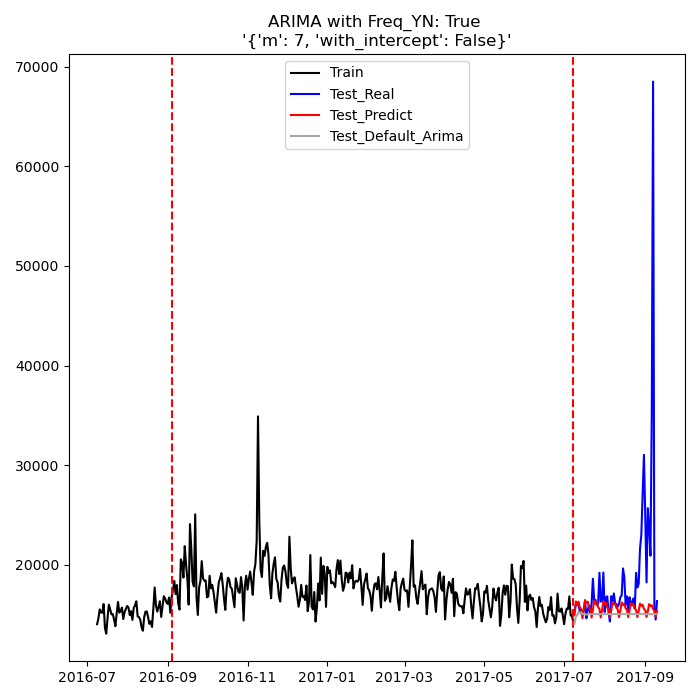 ARIMA with Freq_YN: True
'{'m': 7, 'with_intercept': False}'
Train
Test_Real
Test_Predict
Test_Default_Arima
70000
60000
50000
40000
30000
20000
2016-07
2016-09
2016-11
2017-01
2017-03
2017-05
2017-07
2017-09